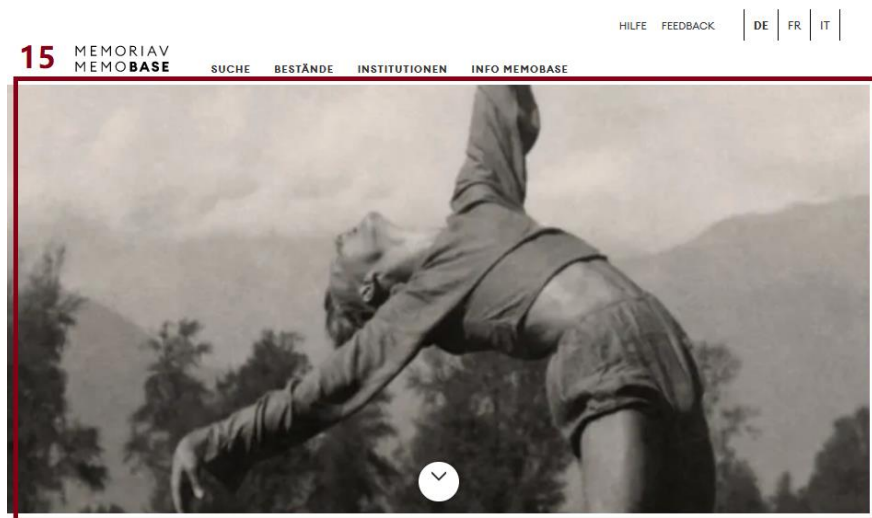 HILFE FEEDBACK DE FR IT
15 MEMORIAV
MEMOBASE
SUCHE BESTÄNDE INSTITUTIONEN INFO MEMOBASE